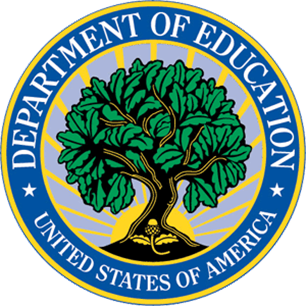 DEPARTMENT OF EDUCATION
UNITED STATES OF AMERICA